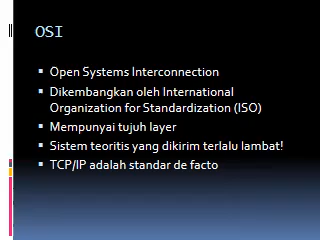 OSI
Open Systems Interconnection
Dikembangkan oleh International
Organization for Standardization (ISO)
Mempunyai tujuh layer
Sistem teoritis yang dikirim terlalu lambat!
TCP/IP adalah standar de facto